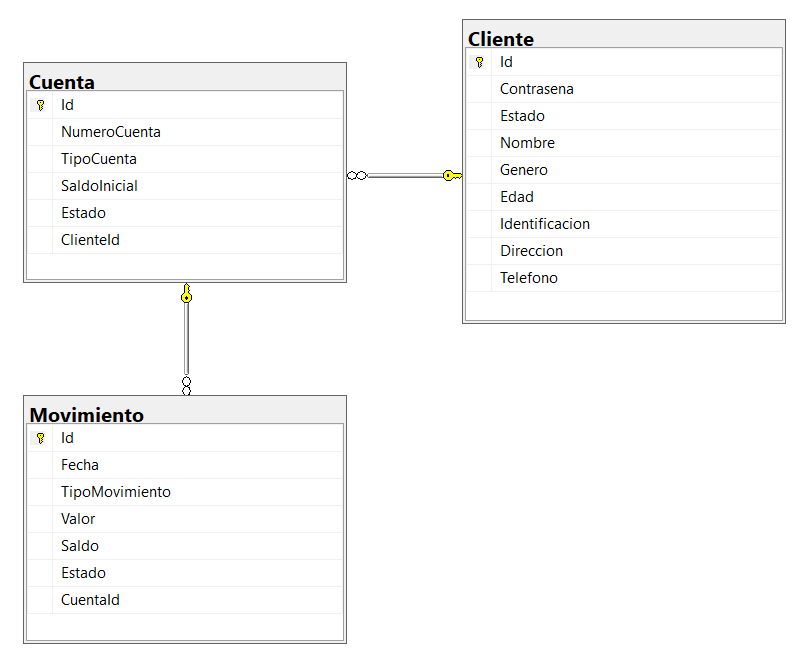 Cuenta
Id
NumeroCuenta
TipoCuenta
SaldoInicial
Estado
ClienteId
Cliente
Id
Contrasena
Estado
Nombre
Genero
Edad
Identificacion
Direccion
Telefono
Movimiento
Id
Fecha
TipoMovimiento
Valor
Saldo
Estado
CuentaId